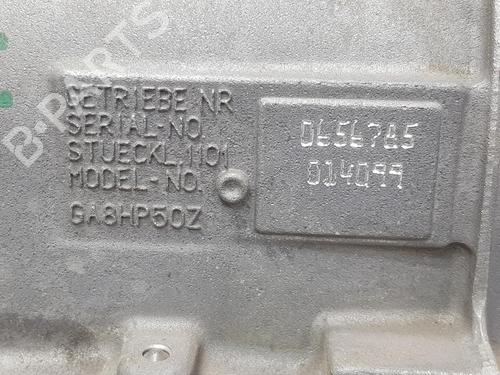 GETRIEBE NR
SERIAL-NO. 0656785
STUECKL.1101 014099
MODEL-NO.
GA8HP50Z
B-PARTS